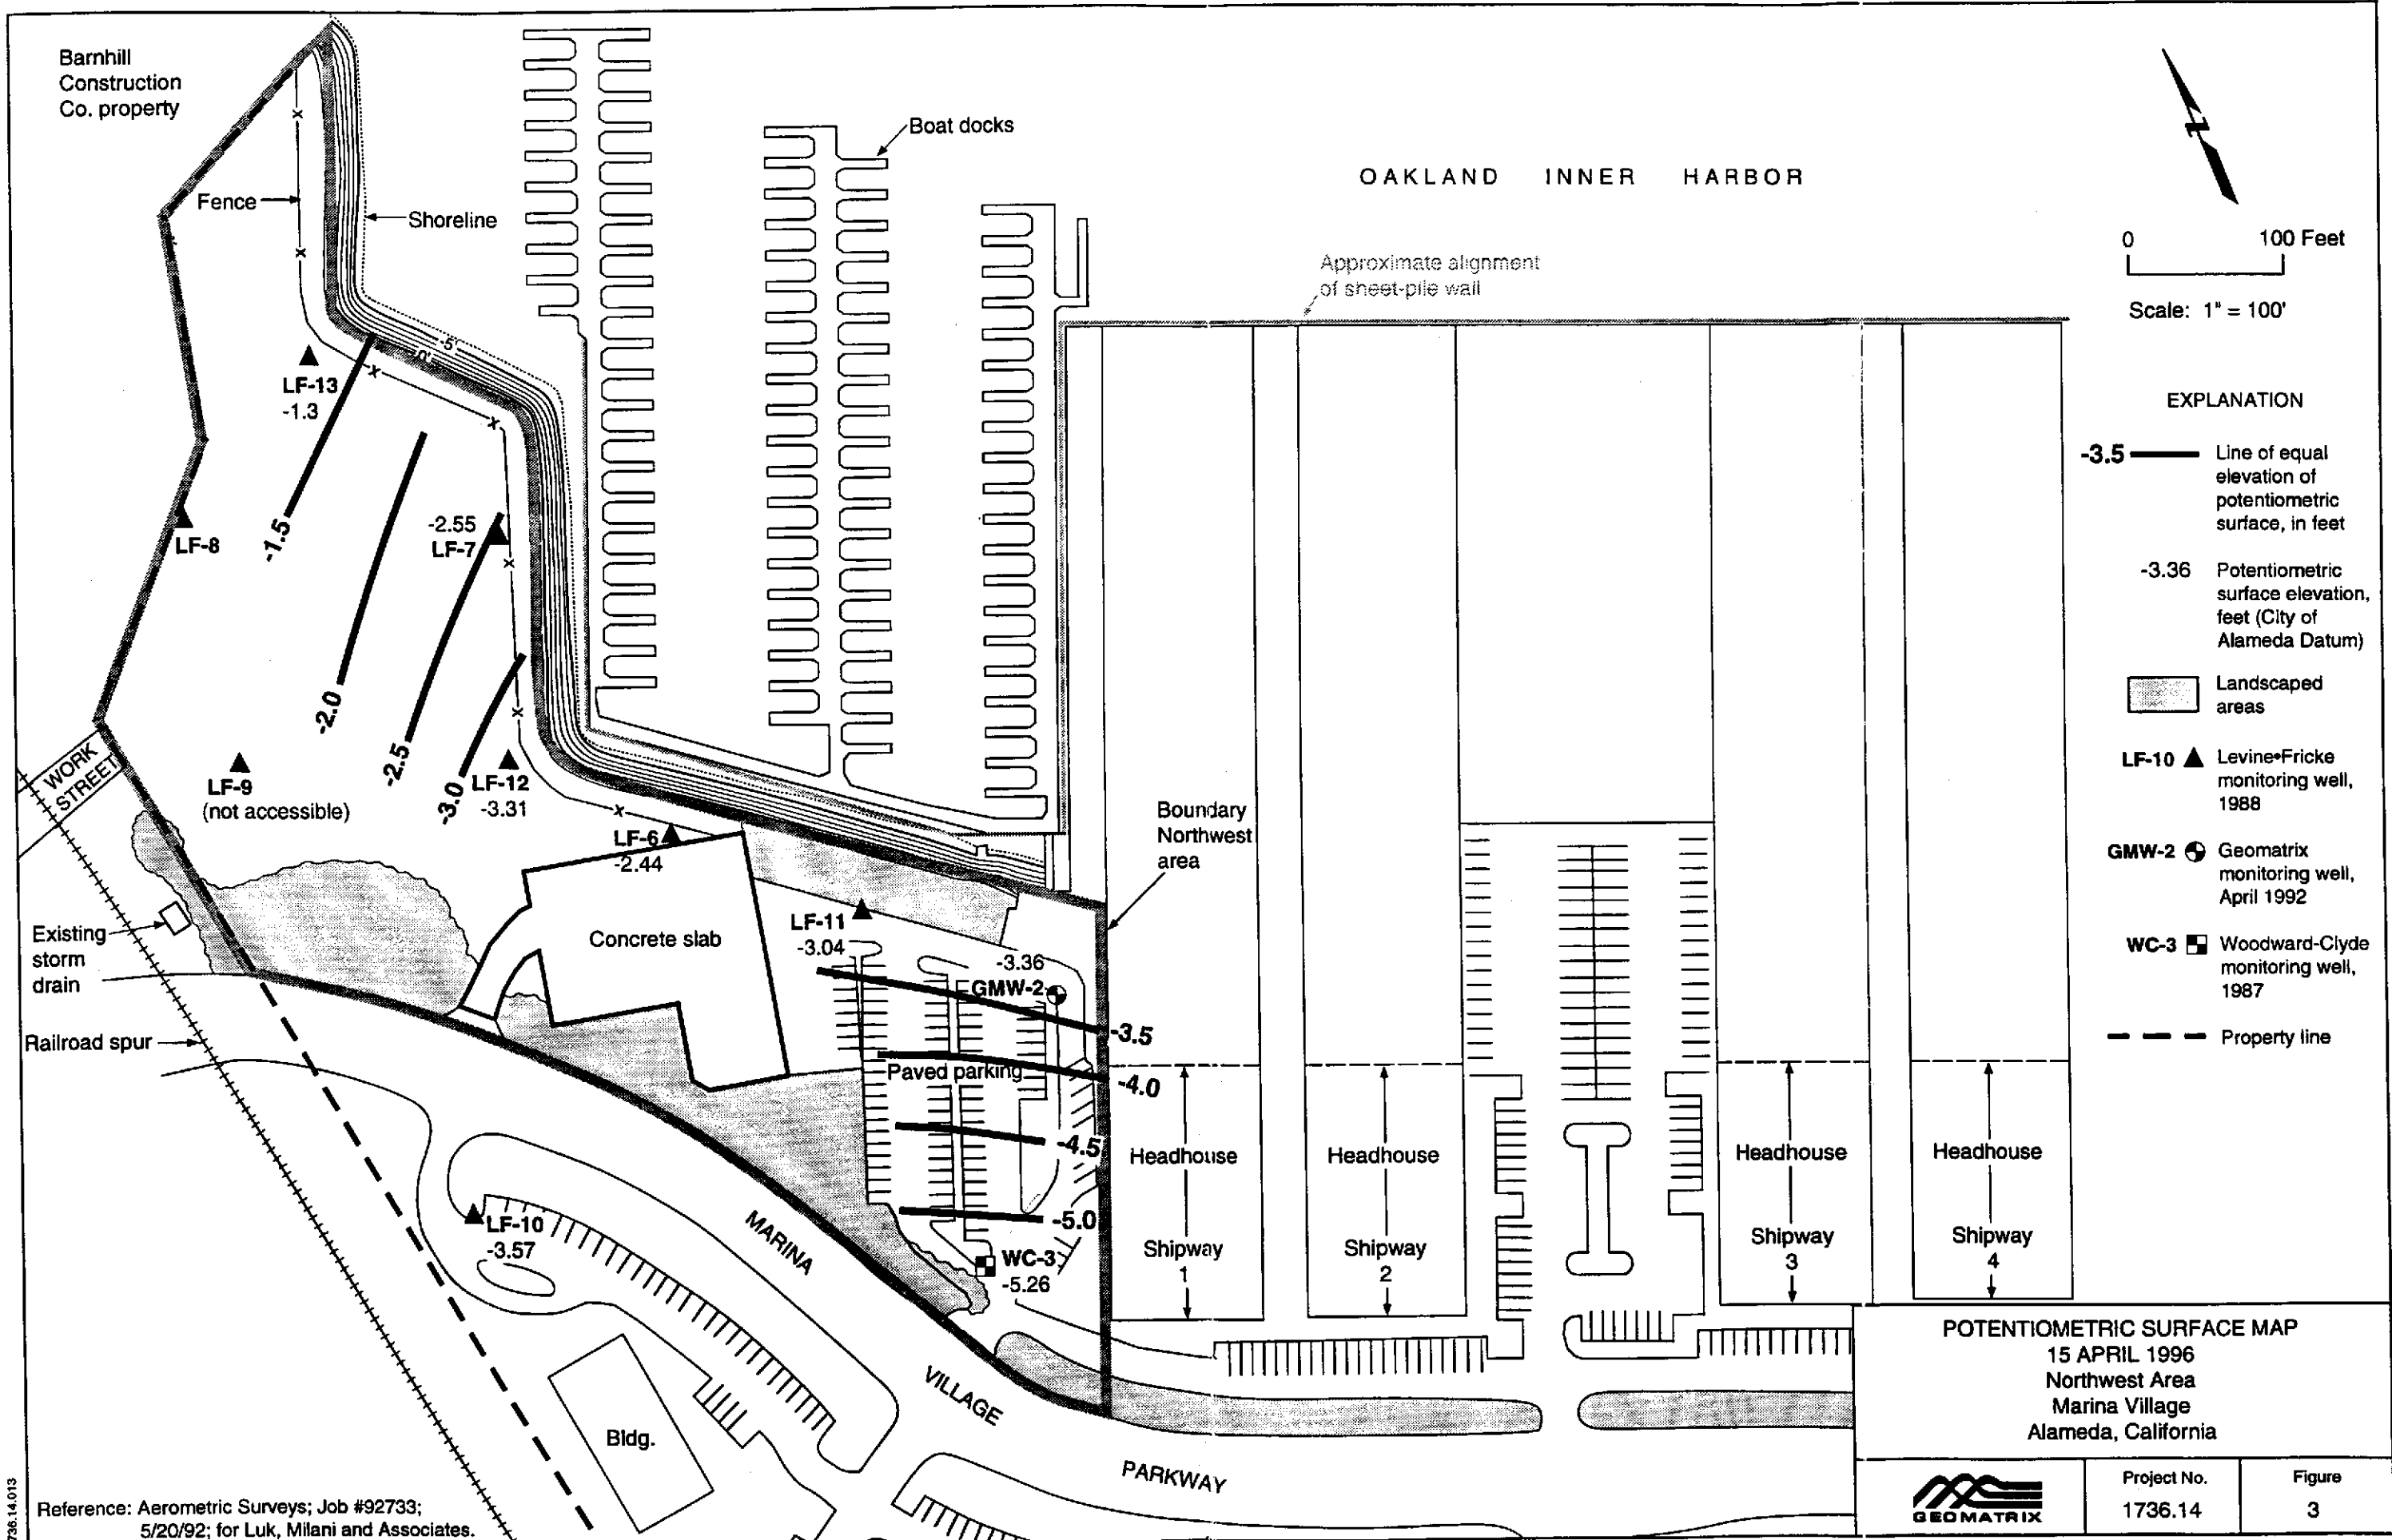 Barnhill
Construction
Co. property
Fence
Shoreline
Boat docks
OAKLAND INNER HARBOR
Approximate alignment
of sheet-pile wall
0 100 Feet
Scale: 1" = 100'
-5'
-0'
LF-13
-1.3
LF-8
-1.5
-2.55
LF-7
-2.0
-2.5
-3.0
LF-12
-3.31
WORK
STREET
LF-9
(not accessible)
LF-6
-2.44
Existing
storm
drain
Concrete slab
LF-11
-3.04
-3.36
GMW-2
Boundary
Northwest
area
-3.5
Railroad spur
Paved parking
-4.0
-4.5
-5.0
LF-10
-3.57
WC-3
-5.26
MARINA
VILLAGE
PARKWAY
Bldg.
Headhouse
Shipway
1
Headhouse
Shipway
2
Headhouse
Shipway
3
Headhouse
Shipway
4
EXPLANATION
-3.5 Line of equal
elevation of
potentiometric
surface, in feet
-3.36 Potentiometric
surface elevation,
feet (City of
Alameda Datum)
Landscaped
areas
LF-10 Levine•Fricke
monitoring well,
1988
GMW-2 Geomatrix
monitoring well,
April 1992
WC-3 Woodward-Clyde
monitoring well,
1987
Property line
POTENTIOMETRIC SURFACE MAP
15 APRIL 1996
Northwest Area
Marina Village
Alameda, California
GEOMATRIX
Project No.
1736.14
Figure
3
Reference: Aerometric Surveys; Job #92733;
5/20/92; for Luk, Milani and Associates.
736.14.013